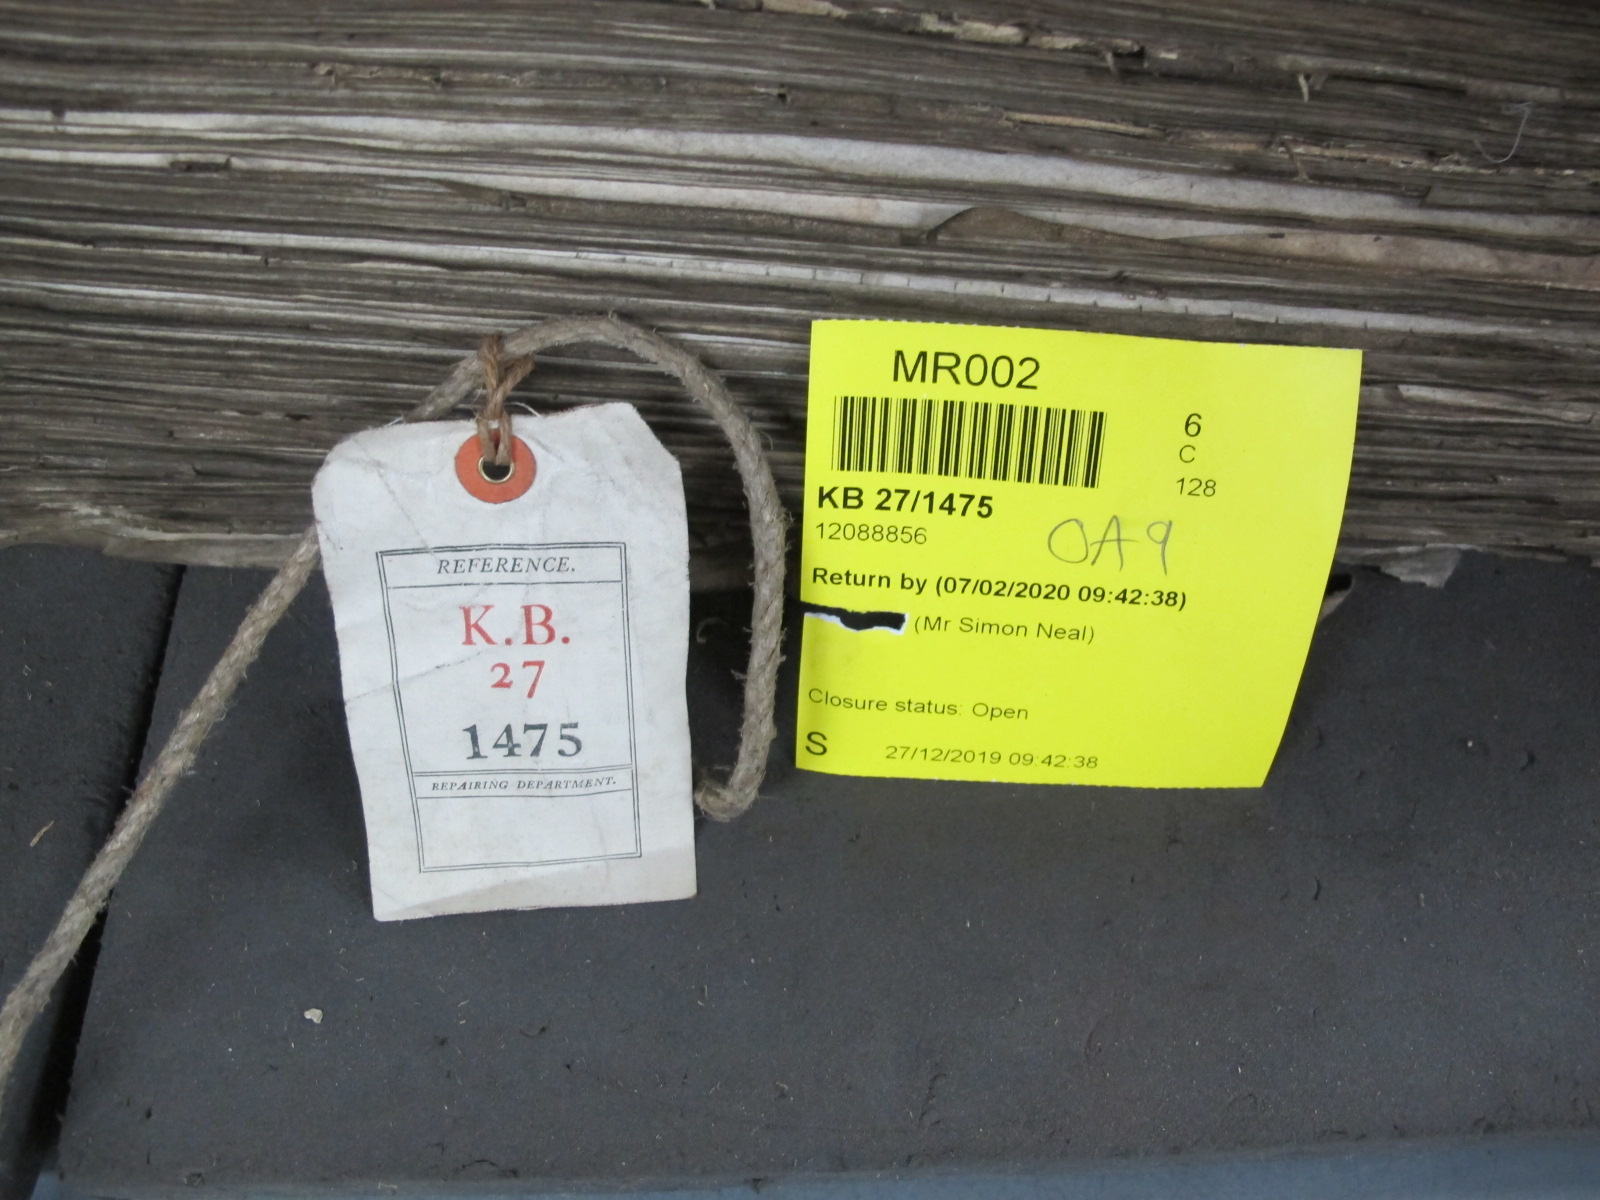 REFERENCE.
K.B.
27
1475
REPAIRING DEPARTMENT.
MR002
6
C
128
KB 27/1475
12088856
OA9
Return by (07/02/2020 09:42:38)
(Mr Simon Neal)
Closure status: Open
S 27/12/2019 09:42:38